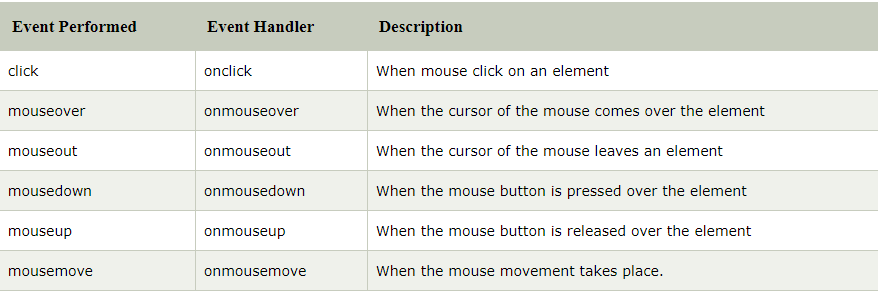 Event Performed Event Handler Description
click onclick When mouse click on an element
mouseover onmouseover When the cursor of the mouse comes over the element
mouseout onmouseout When the cursor of the mouse leaves an element
mousedown onmousedown When the mouse button is pressed over the element
mouseup onmouseup When the mouse button is released over the element
mousemove onmousemove When the mouse movement takes place.